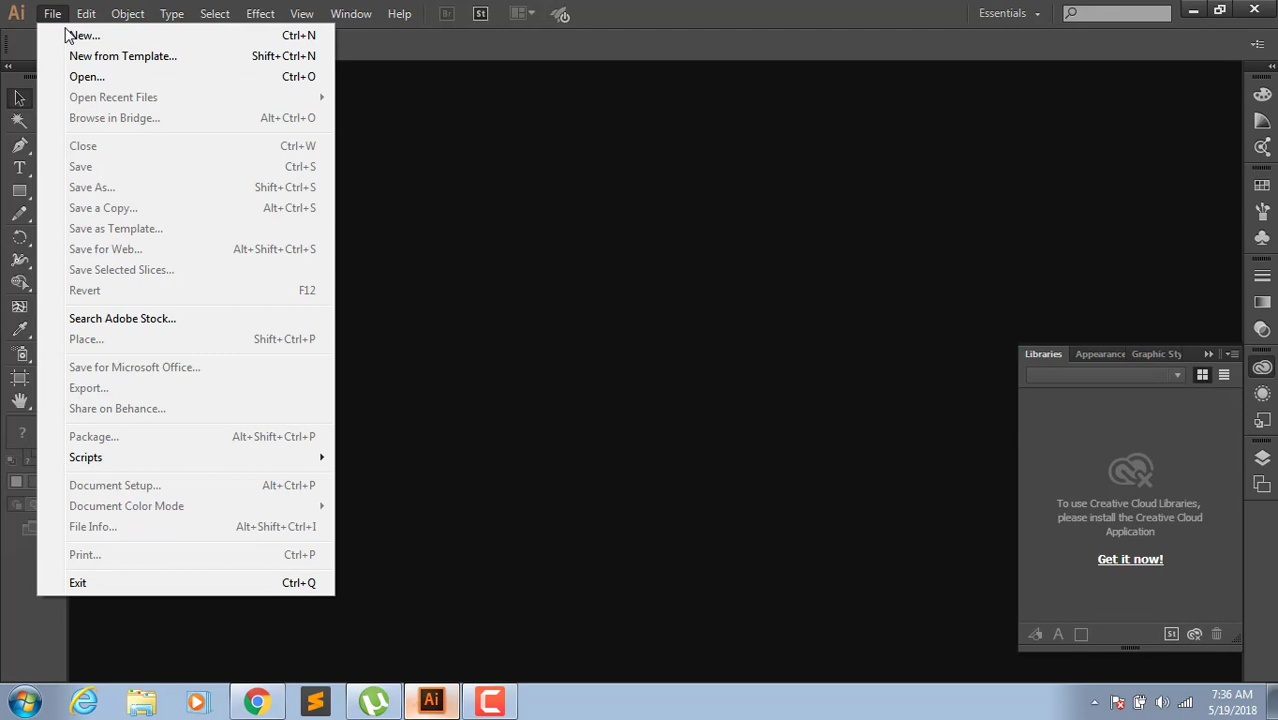 Ai File Edit Object Type Select Effect View Window Help Br St Essentials
New... Ctrl+N
New from Template... Shift+Ctrl+N
Open... Ctrl+O
Open Recent Files
Browse in Bridge... Alt+Ctrl+O
Close Ctrl+W
Save Ctrl+S
Save As... Shift+Ctrl+S
Save a Copy... Alt+Ctrl+S
Save as Template...
Save for Web... Alt+Shift+Ctrl+S
Save Selected Slices...
Revert F12
Search Adobe Stock...
Place... Shift+Ctrl+P
Save for Microsoft Office...
Export...
Share on Behance...
Package... Alt+Shift+Ctrl+P
Scripts
Document Setup... Alt+Ctrl+P
Document Color Mode
File Info... Alt+Shift+Ctrl+I
Print... Ctrl+P
Exit Ctrl+Q
Libraries Appearance Graphic Sty
To use Creative Cloud Libraries,
please install the Creative Cloud
Application
Get it now!
St
Ai
7:36 AM
5/19/2018